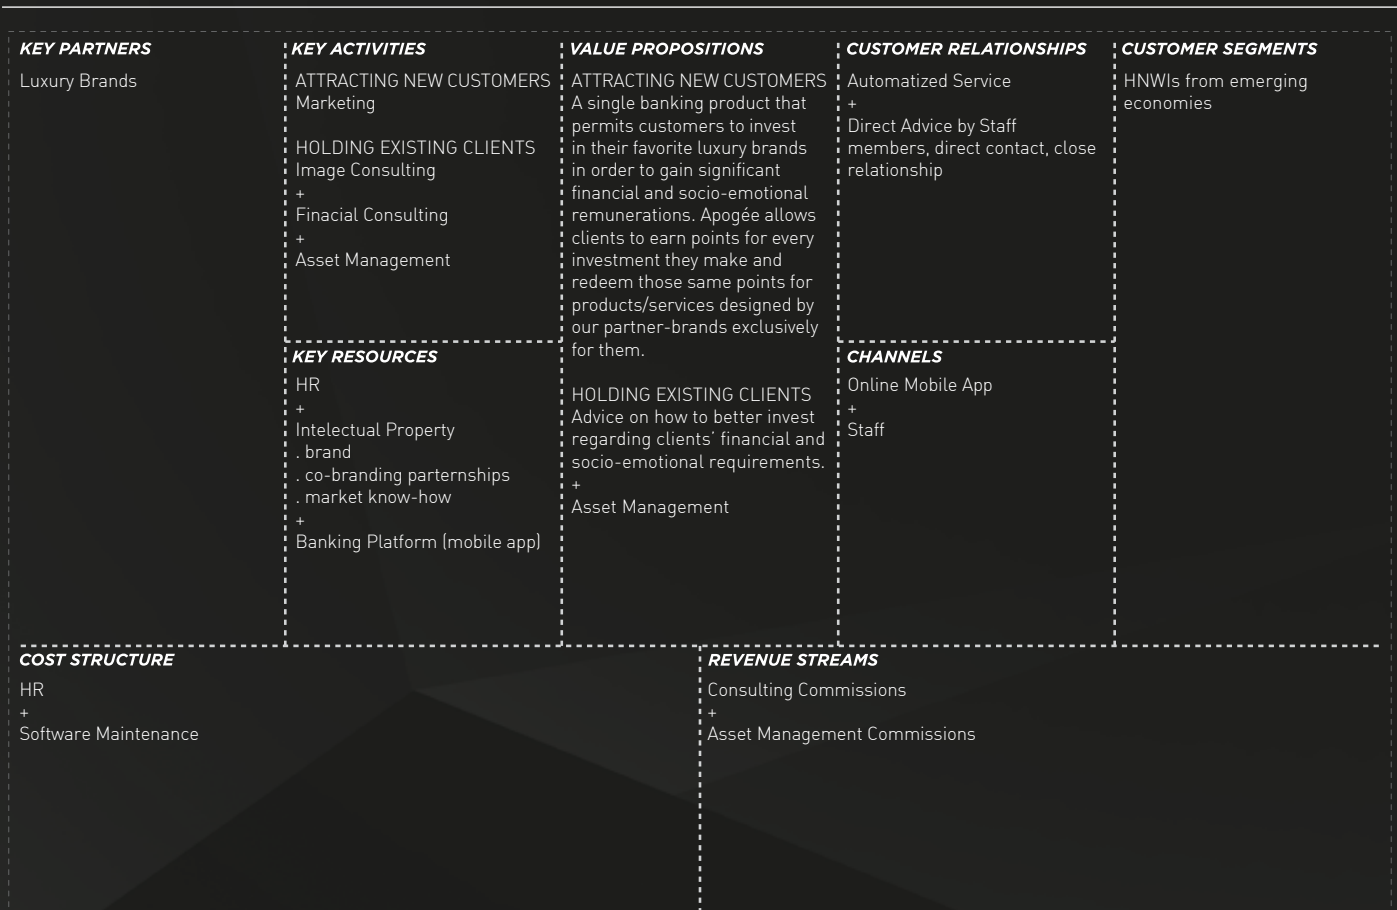 KEY PARTNERS
Luxury Brands
KEY ACTIVITIES
ATTRACTING NEW CUSTOMERS
Marketing
HOLDING EXISTING CLIENTS
Image Consulting
+
Finacial Consulting
+
Asset Management
KEY RESOURCES
HR
+
Intelectual Property
. brand
. co-branding parternships
. market know-how
+
Banking Platform (mobile app)
VALUE PROPOSITIONS
ATTRACTING NEW CUSTOMERS
A single banking product that
permits customers to invest
in their favorite luxury brands
in order to gain significant
financial and socio-emotional
remunerations. Apogée allows
clients to earn points for every
investment they make and
redeem those same points for
products/services designed by
our partner-brands exclusively
for them.
HOLDING EXISTING CLIENTS
Advice on how to better invest
regarding clients' financial and
socio-emotional requirements.
+
Asset Management
CUSTOMER RELATIONSHIPS
Automatized Service
+
Direct Advice by Staff
members, direct contact, close
relationship
CHANNELS
Online Mobile App
+
Staff
CUSTOMER SEGMENTS
HNWIs from emerging
economies
COST STRUCTURE
HR
+
Software Maintenance
REVENUE STREAMS
Consulting Commissions
+
Asset Management Commissions